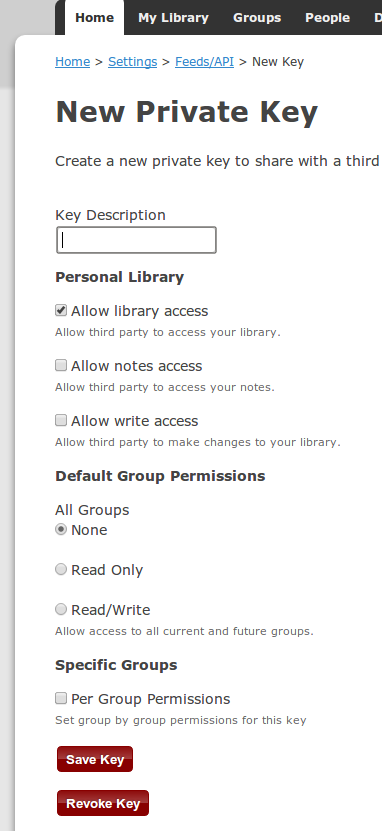 Home My Library Groups People
Home > Settings > Feeds/API > New Key
New Private Key
Create a new private key to share with a third
Key Description
Personal Library
Allow library access
Allow third party to access your library.
Allow notes access
Allow third party to access your notes.
Allow write access
Allow third party to make changes to your library.
Default Group Permissions
All Groups
None
Read Only
Read/Write
Allow access to all current and future groups.
Specific Groups
Per Group Permissions
Set group by group permissions for this key
Save Key
Revoke Key